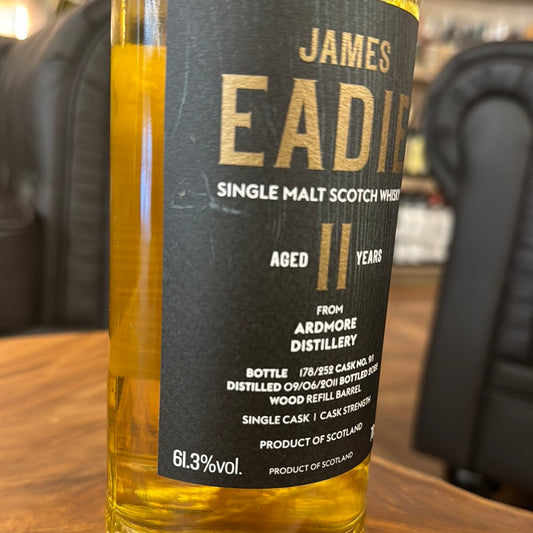 JAMES
EADIE
SINGLE MALT SCOTCH WHISKY
AGED 11 YEARS
FROM
ARDMORE
DISTILLERY
BOTTLE 178/252 CASK NO.
DISTILLED 09/06/2011 BOTTLED
WOOD REFILL BARREL
SINGLE CASK | CASK STRENGTH
PRODUCT OF SCOTLAND
61.3%vol.
PRODUCT OF SCOTLAND